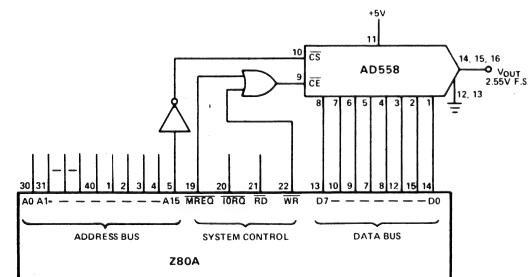 +5V
11
10 CS
AD558
14, 15, 16
9 CE
VOUT
2.55V F.S
12, 13
8 7 6 5 4 3 2 1
30 31 40 1 2 3 4 5 19 20 21 22 13 10 9 7 8 12 15 14
A0 A1 A15 MREQ IORQ RD WR D7 D0
ADDRESS BUS SYSTEM CONTROL DATA BUS
Z80A